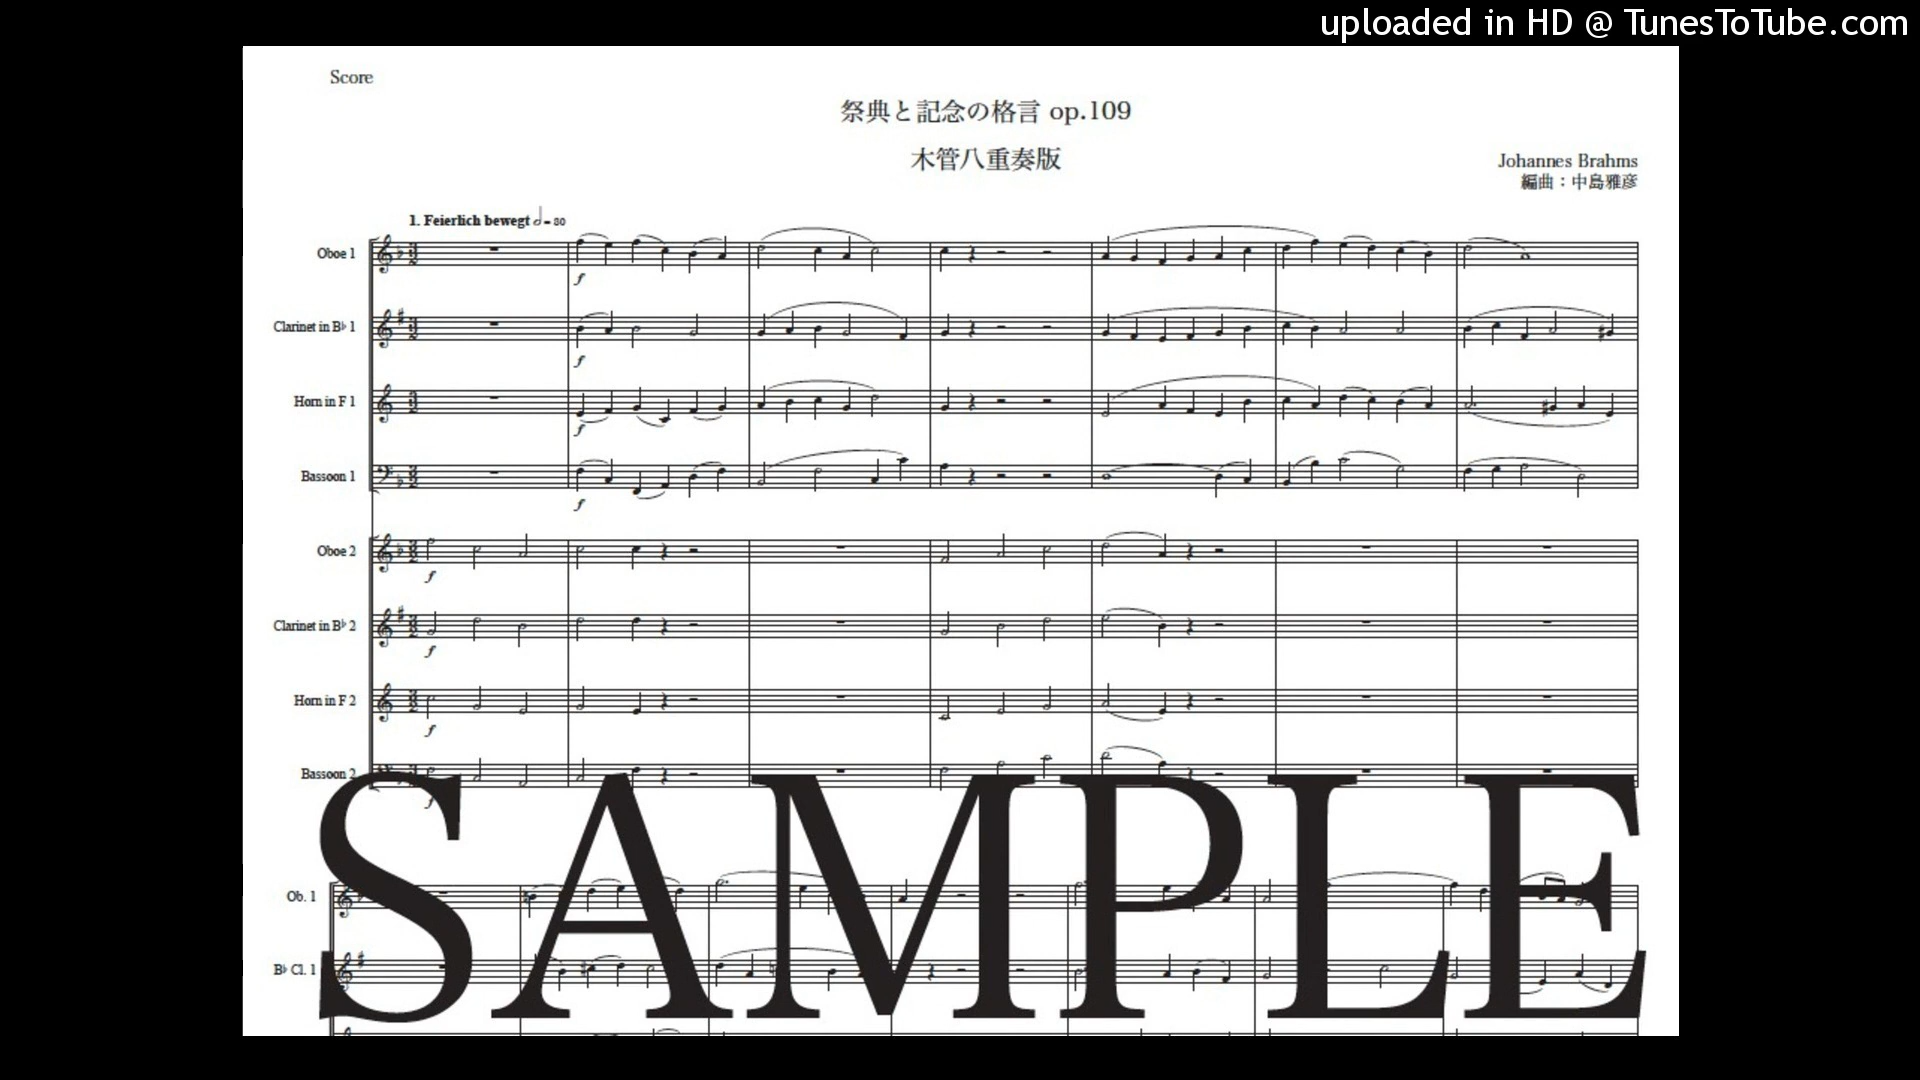 uploaded in HD @ TunesToTube.com
Score
祭典と記念の格言 op.109
木管八重奏版
Johannes Brahms
編曲：中島雅彦
1. Feierlich bewegt 𝅗𝅥 = 80
Oboe 1
f
Clarinet in B♭ 1
f
Horn in F 1
f
Bassoon 1
f
Oboe 2
f
Clarinet in B♭ 2
f
Horn in F 2
f
Bassoon 2
f
SAMPLE
Ob. 1
B♭ Cl. 1